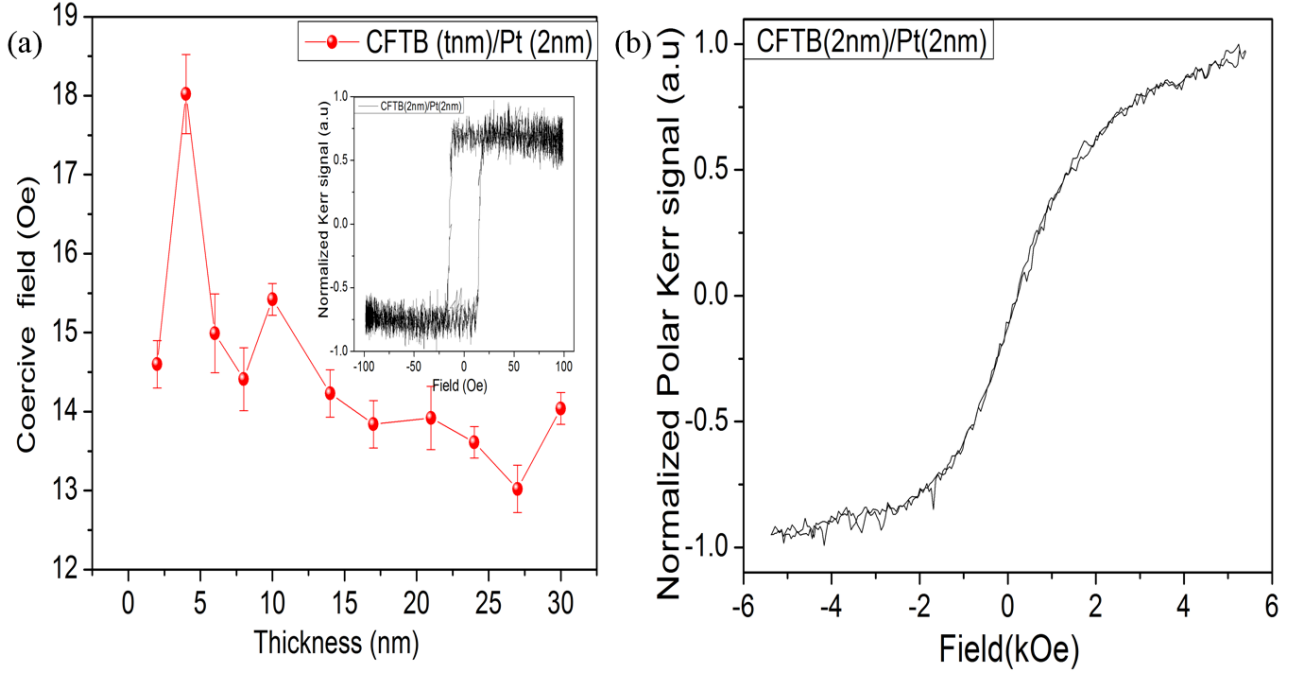 (a)
CFTB (tnm)/Pt (2nm)
Coercive field (Oe)
19
18
17
16
15
14
13
12
0 5 10 15 20 25 30
Thickness (nm)
CFTB(2nm)/Pt(2nm)
Normalized Kerr signal (a.u)
1.0
0.5
0.0
-0.5
-1.0
-100 -50 0 50 100
Field (Oe)
(b)
CFTB(2nm)/Pt(2nm)
Normalized Polar Kerr signal (a.u)
1.0
0.5
0.0
-0.5
-1.0
-6 -4 -2 0 2 4 6
Field(kOe)